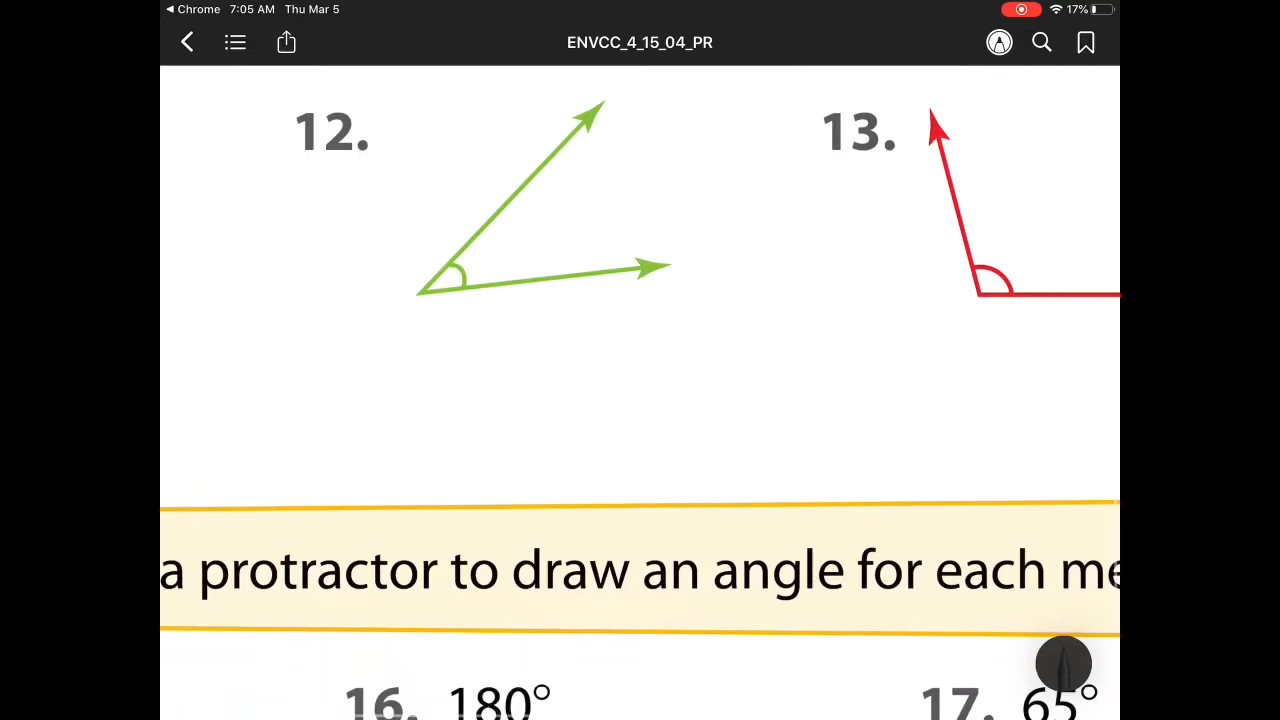 Chrome 7:05 AM Thu Mar 5 17%
ENVCC_4_15_04_PR
12. 13.
a protractor to draw an angle for each me
16. 180° 17. 65°